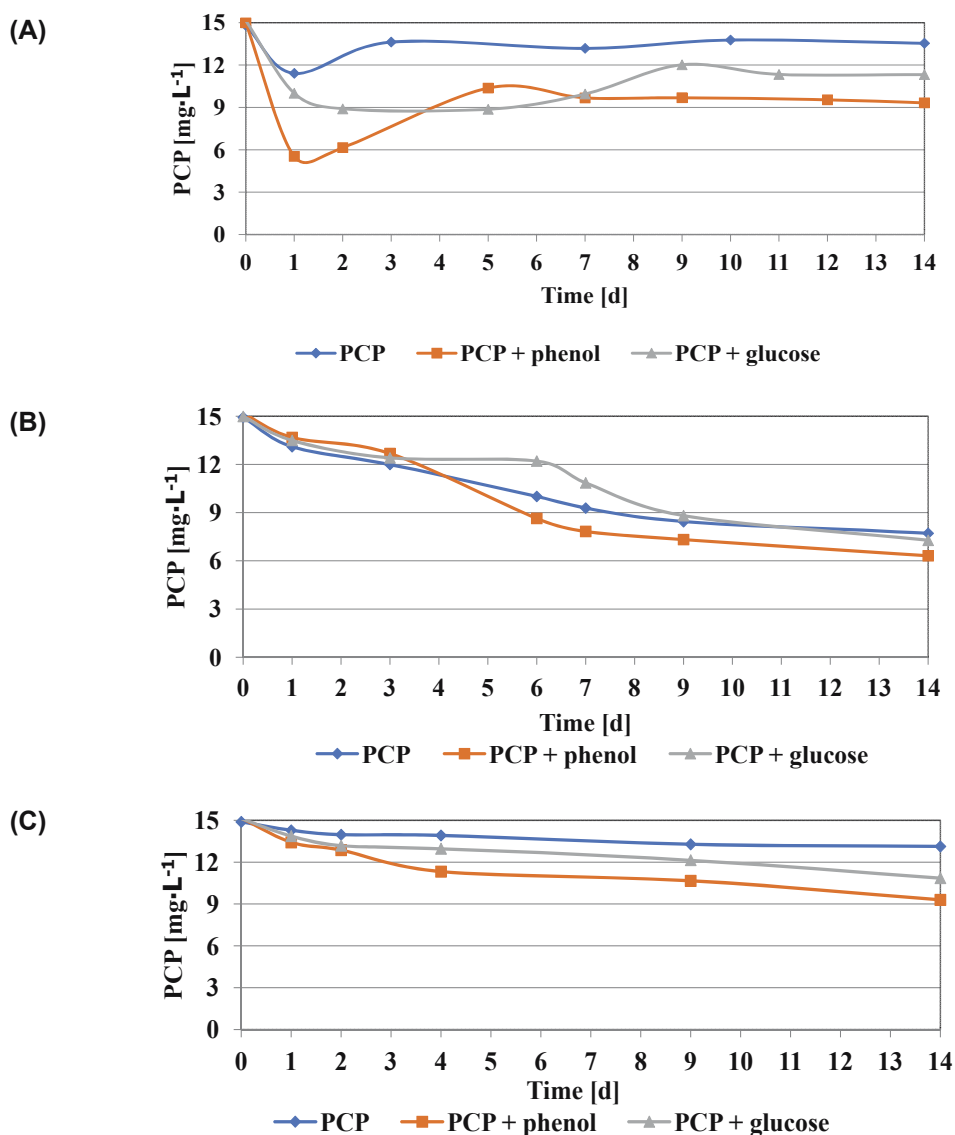 (A)
15
12
9
6
3
0
PCP [mg·L⁻¹]
0 1 2 3 4 5 6 7 8 9 10 11 12 13 14
Time [d]
PCP PCP + phenol PCP + glucose
(B)
15
12
9
6
3
0
PCP [mg·L⁻¹]
0 1 2 3 4 5 6 7 8 9 10 11 12 13 14
Time [d]
PCP PCP + phenol PCP + glucose
(C)
15
12
9
6
3
0
PCP [mg·L⁻¹]
0 1 2 3 4 5 6 7 8 9 10 11 12 13 14
Time [d]
PCP PCP + phenol PCP + glucose